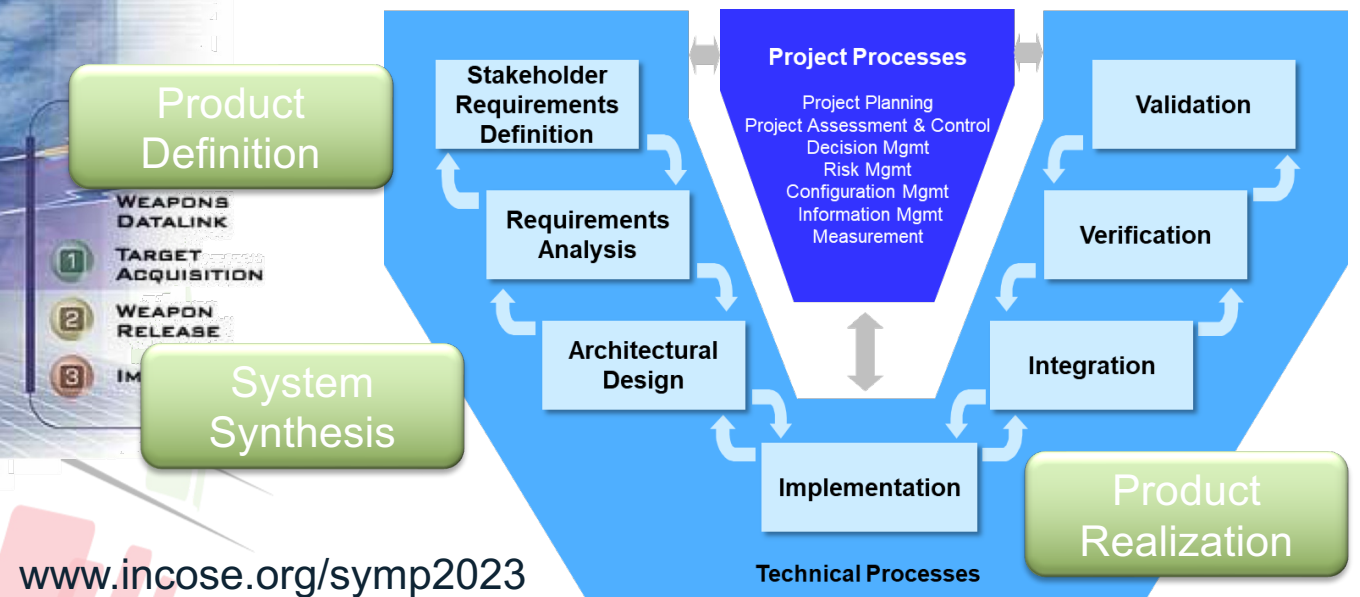 Product
Definition
WEAPONS
DATALINK
1
TARGET
ACQUISITION
2
WEAPON
RELEASE
3
IM
System
Synthesis
Stakeholder
Requirements
Definition
Requirements
Analysis
Architectural
Design
Implementation
Project Processes
Project Planning
Project Assessment & Control
Decision Mgmt
Risk Mgmt
Configuration Mgmt
Information Mgmt
Measurement
Validation
Verification
Integration
Product
Realization
Technical Processes
www.incose.org/symp2023